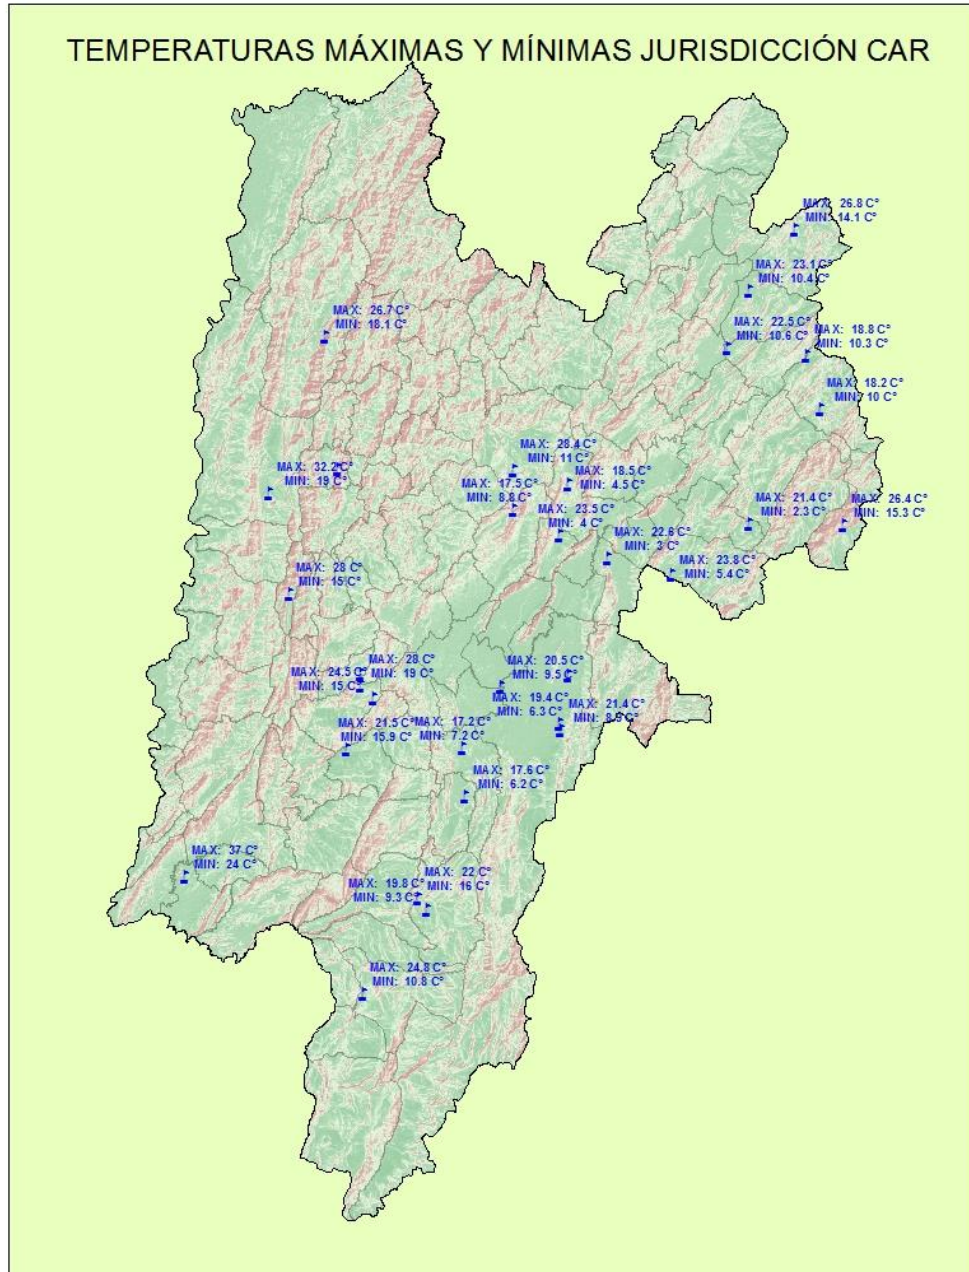 TEMPERATURAS MÁXIMAS Y MÍNIMAS JURISDICCIÓN CAR
MAX: 26.8 C°
MIN: 14.1 C°
MAX: 23.1 C°
MIN: 10.4 C°
MAX: 26.7 C°
MIN: 18.1 C°
MAX: 22.5 C°
MIN: 10.6 C°
MAX: 18.8 C°
MIN: 10.3 C°
MAX: 18.2 C°
MIN: 10 C°
MAX: 28.4 C°
MIN: 11 C°
MAX: 32.2 C°
MIN: 19 C°
MAX: 18.5 C°
MIN: 4.5 C°
MAX: 17.5 C°
MIN: 8.8 C°
MAX: 21.4 C°
MIN: 2.3 C°
MAX: 26.4 C°
MIN: 15.3 C°
MAX: 23.5 C°
MIN: 4 C°
MAX: 22.6 C°
MIN: 3 C°
MAX: 23.8 C°
MIN: 5.4 C°
MAX: 28 C°
MIN: 15 C°
MAX: 28 C°
MIN: 19 C°
MAX: 20.5 C°
MIN: 9.5 C°
MAX: 24.5 C°
MIN: 15 C°
MAX: 19.4 C°
MIN: 6.3 C°
MAX: 21.4 C°
MIN: 8.9 C°
MAX: 21.5 C°
MIN: 15.9 C°
MAX: 17.2 C°
MIN: 7.2 C°
MAX: 17.6 C°
MIN: 6.2 C°
MAX: 37 C°
MIN: 24 C°
MAX: 22 C°
MIN: 16 C°
MAX: 19.8 C°
MIN: 9.3 C°
MAX: 24.8 C°
MIN: 10.8 C°